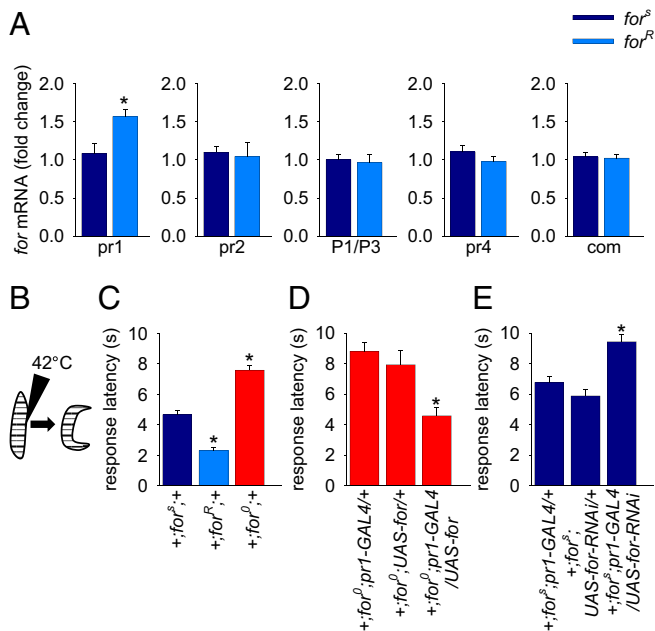 A
for^s
for^R
for mRNA (fold change)
2.0
1.5
1.0
0.5
0.0
pr1
*
2.0
1.5
1.0
0.5
0.0
pr2
2.0
1.5
1.0
0.5
0.0
P1/P3
2.0
1.5
1.0
0.5
0.0
pr4
2.0
1.5
1.0
0.5
0.0
com
B
42°C
C
response latency (s)
10
8
6
4
2
0
*
*
+;for^s;+
+;for^R;+
+;for^0;+
D
response latency (s)
10
8
6
4
2
0
*
+;for^0;pr1-GAL4/+
+;for^0;UAS-for/+
+;for^0;pr1-GAL4
/UAS-for
E
response latency (s)
10
8
6
4
2
0
*
+;for^s;pr1-GAL4/+
+;for^s;
UAS-for-RNAi/+
+;for^s;pr1-GAL4
/UAS-for-RNAi